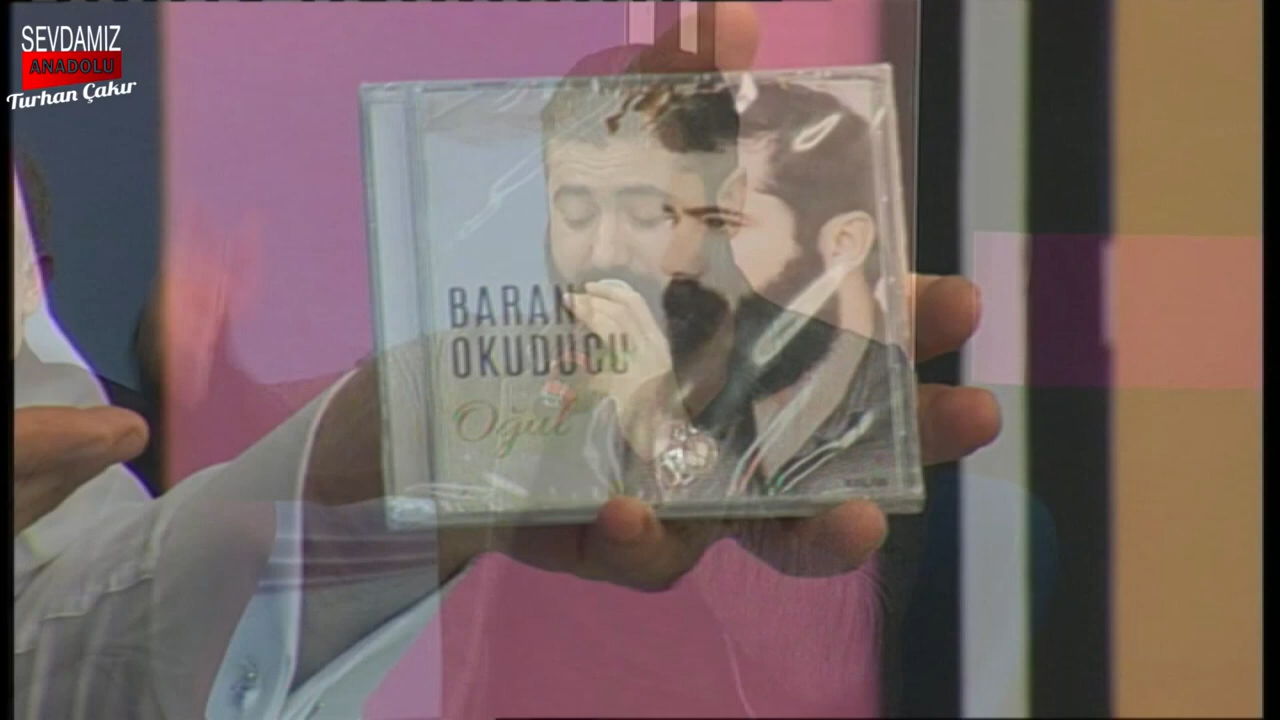 SEVDAMIZ
ANADOLU
Turhan Çakır
BARAN
OKUDUCU
Oğul